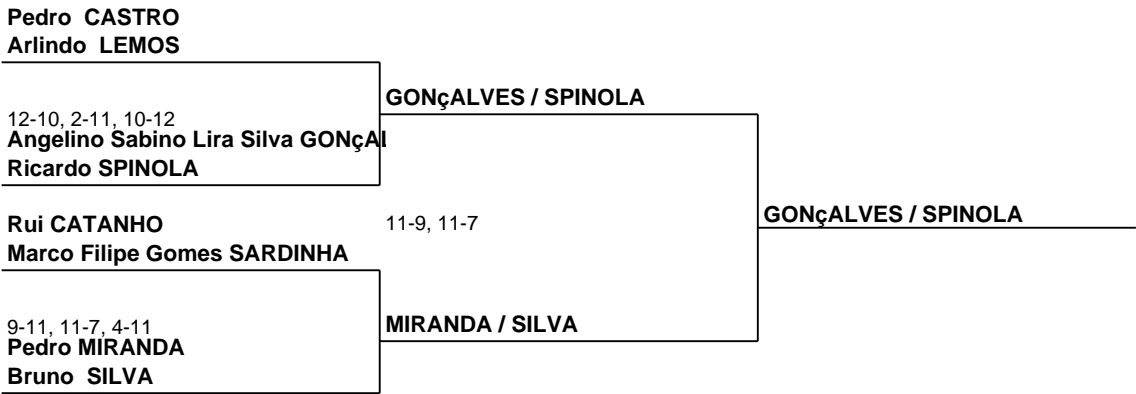 Pedro CASTRO
Arlindo LEMOS
GONçALVES / SPINOLA
12-10, 2-11, 10-12
Angelino Sabino Lira Silva GONçAL
Ricardo SPINOLA
Rui CATANHO
11-9, 11-7
GONçALVES / SPINOLA
Marco Filipe Gomes SARDINHA
9-11, 11-7, 4-11
MIRANDA / SILVA
Pedro MIRANDA
Bruno SILVA